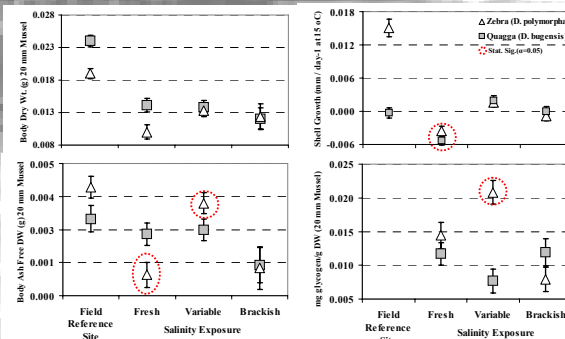 Body Dry Wt. (g) 20 mm Mussel
0.028
0.023
0.018
0.013
0.008
Shell Growth (mm / day-1 at 15 oC)
0.018
0.012
0.006
0.000
-0.006
Zebra (D. polymorpha
Quagga (D. bugensis)
Stat. Sig.(α=0.05)
Body Ash Free DW (g) 20 mm Mussel
0.005
0.004
0.003
0.001
0.000
Field
Reference
Site
Fresh
Variable
Brackish
Salinity Exposure
mg glycogen/g DW (20 mm Mussel)
0.025
0.020
0.015
0.010
0.005
Field
Reference
Fresh
Variable
Brackish
Salinity Exposure